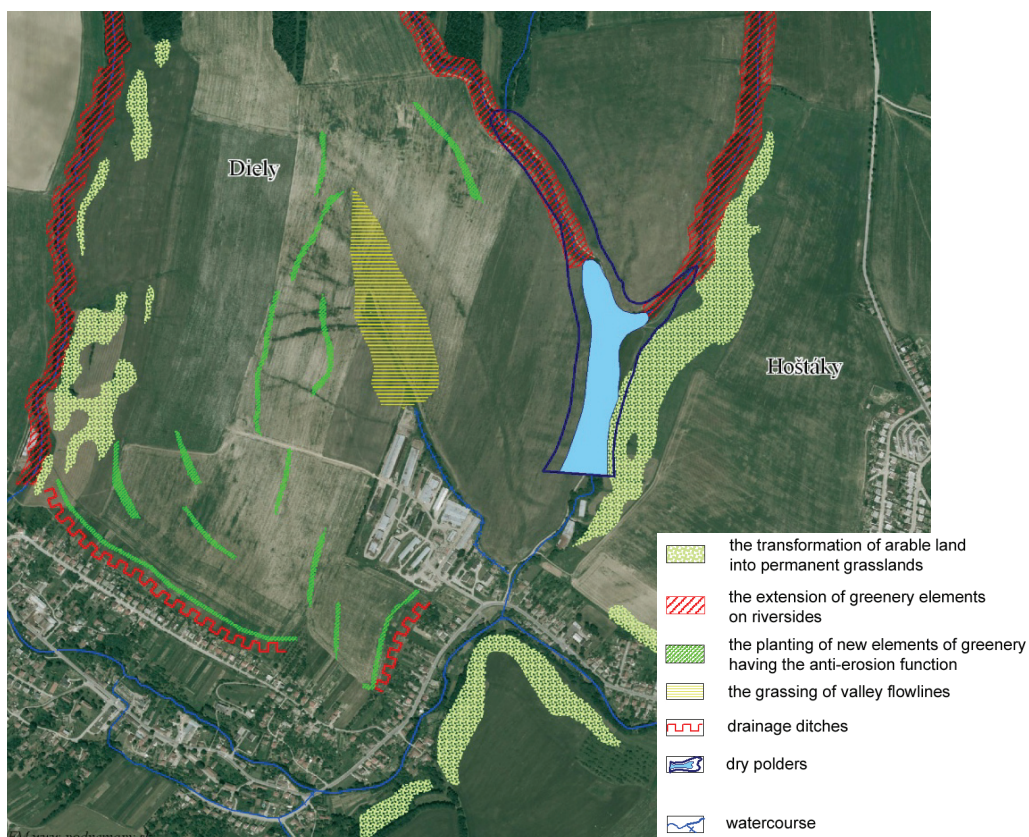 Diely
Hoštáky
the transformation of arable land
into permanent grasslands
the extension of greenery elements
on riversides
the planting of new elements of greenery
having the anti-erosion function
the grassing of valley flowlines
drainage ditches
dry polders
watercourse